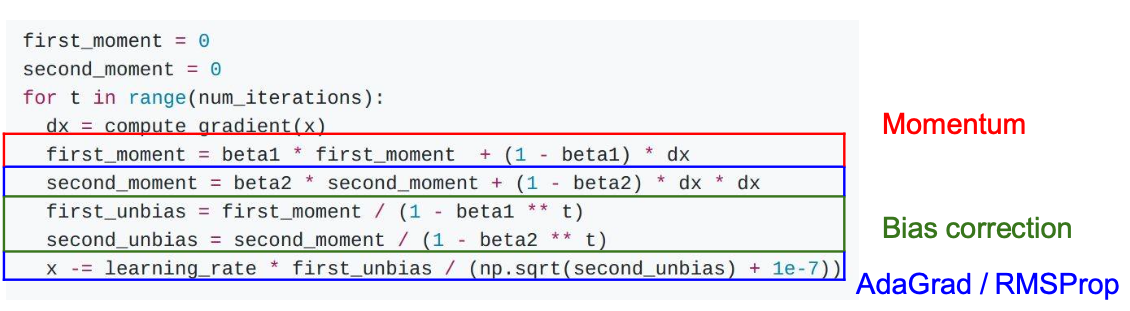 first_moment = 0
second_moment = 0
for t in range(num_iterations):
dx = compute_gradient(x)
Momentum
first_moment = beta1 * first_moment + (1 - beta1) * dx
second_moment = beta2 * second_moment + (1 - beta2) * dx * dx
first_unbias = first_moment / (1 - beta1 ** t)
Bias correction
second_unbias = second_moment / (1 - beta2 ** t)
x -= learning_rate * first_unbias / (np.sqrt(second_unbias) + 1e-7))
AdaGrad / RMSProp